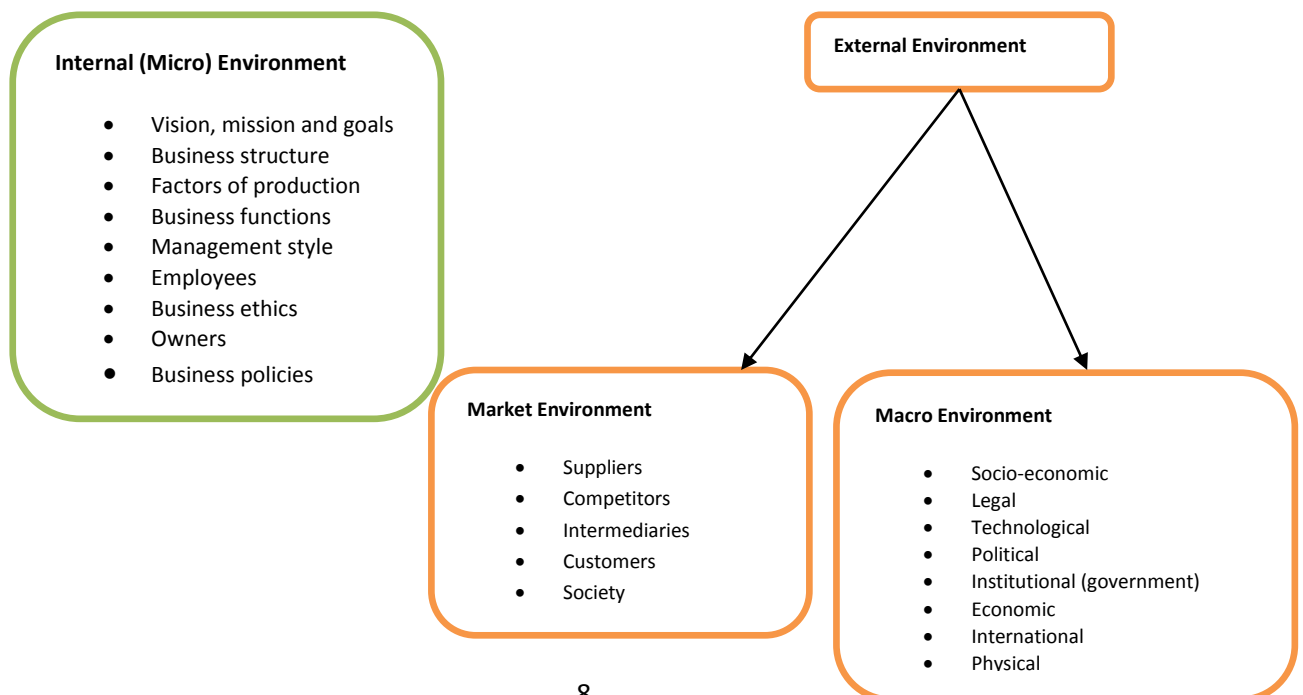 Internal (Micro) Environment
• Vision, mission and goals
• Business structure
• Factors of production
• Business functions
• Management style
• Employees
• Business ethics
• Owners
• Business policies
External Environment
Market Environment
• Suppliers
• Competitors
• Intermediaries
• Customers
• Society
Macro Environment
• Socio-economic
• Legal
• Technological
• Political
• Institutional (government)
• Economic
• International
• Physical
8